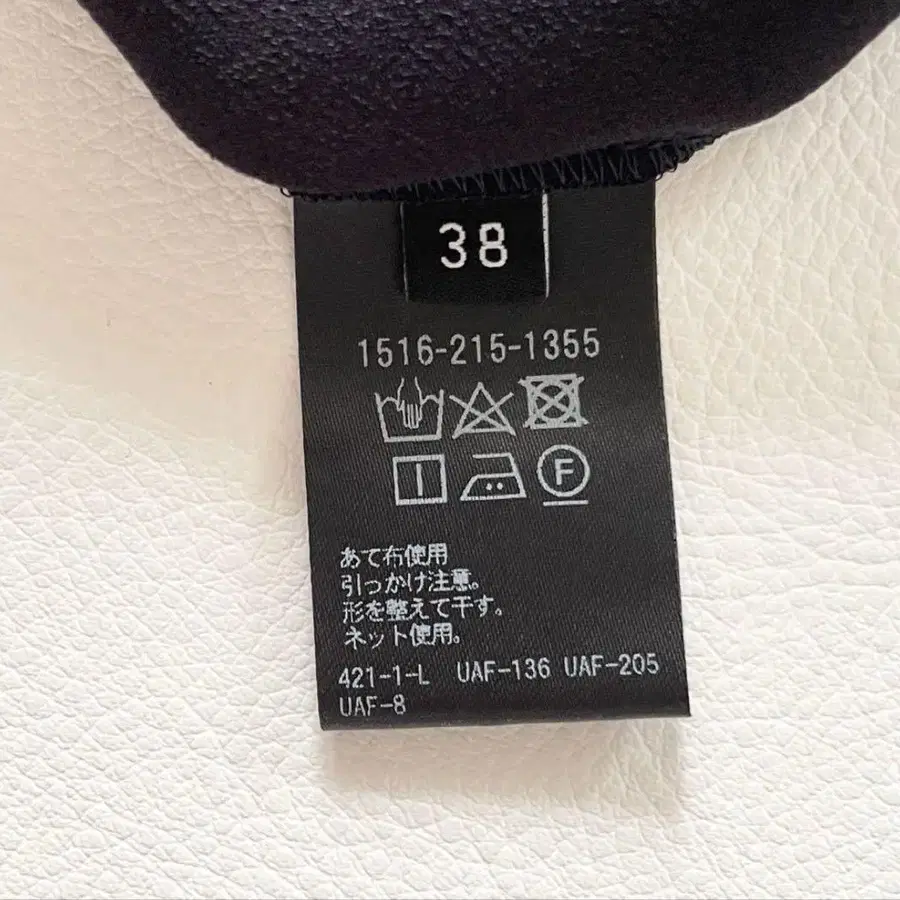 38
1516-215-1355
F
あて布使用
引っかけ注意。
形を整えて干す。
ネット使用。
421-1-L UAF-136 UAF-205
UAF-8